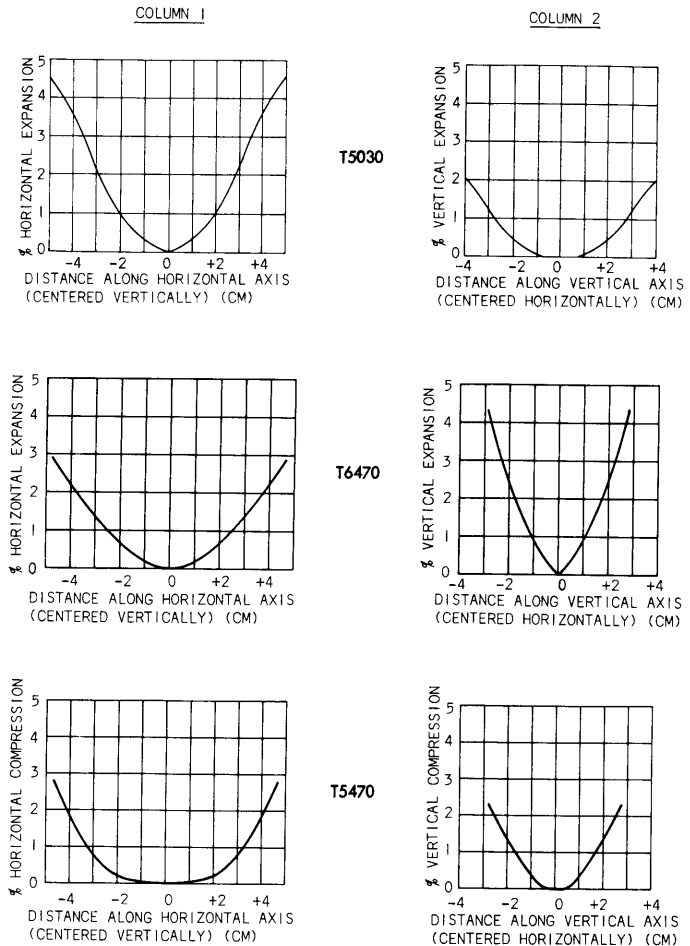 COLUMN 1
COLUMN 2
% HORIZONTAL EXPANSION
5
4
3
2
1
0
-4 -2 0 +2 +4
DISTANCE ALONG HORIZONTAL AXIS
(CENTERED VERTICALLY) (CM)
T5030
% VERTICAL EXPANSION
5
4
3
2
1
0
-4 -2 0 +2 +4
DISTANCE ALONG VERTICAL AXIS
(CENTERED HORIZONTALLY) (CM)
% HORIZONTAL EXPANSION
5
4
3
2
1
0
-4 -2 0 +2 +4
DISTANCE ALONG HORIZONTAL AXIS
(CENTERED VERTICALLY) (CM)
T6470
% VERTICAL EXPANSION
5
4
3
2
1
0
-4 -2 0 +2 +4
DISTANCE ALONG VERTICAL AXIS
(CENTERED HORIZONTALLY) (CM)
% HORIZONTAL COMPRESSION
5
4
3
2
1
0
-4 -2 0 +2 +4
DISTANCE ALONG HORIZONTAL AXIS
(CENTERED VERTICALLY) (CM)
T5470
% VERTICAL COMPRESSION
5
4
3
2
1
0
-4 -2 0 +2 +4
DISTANCE ALONG VERTICAL AXIS
(CENTERED HORIZONTALLY) (CM)